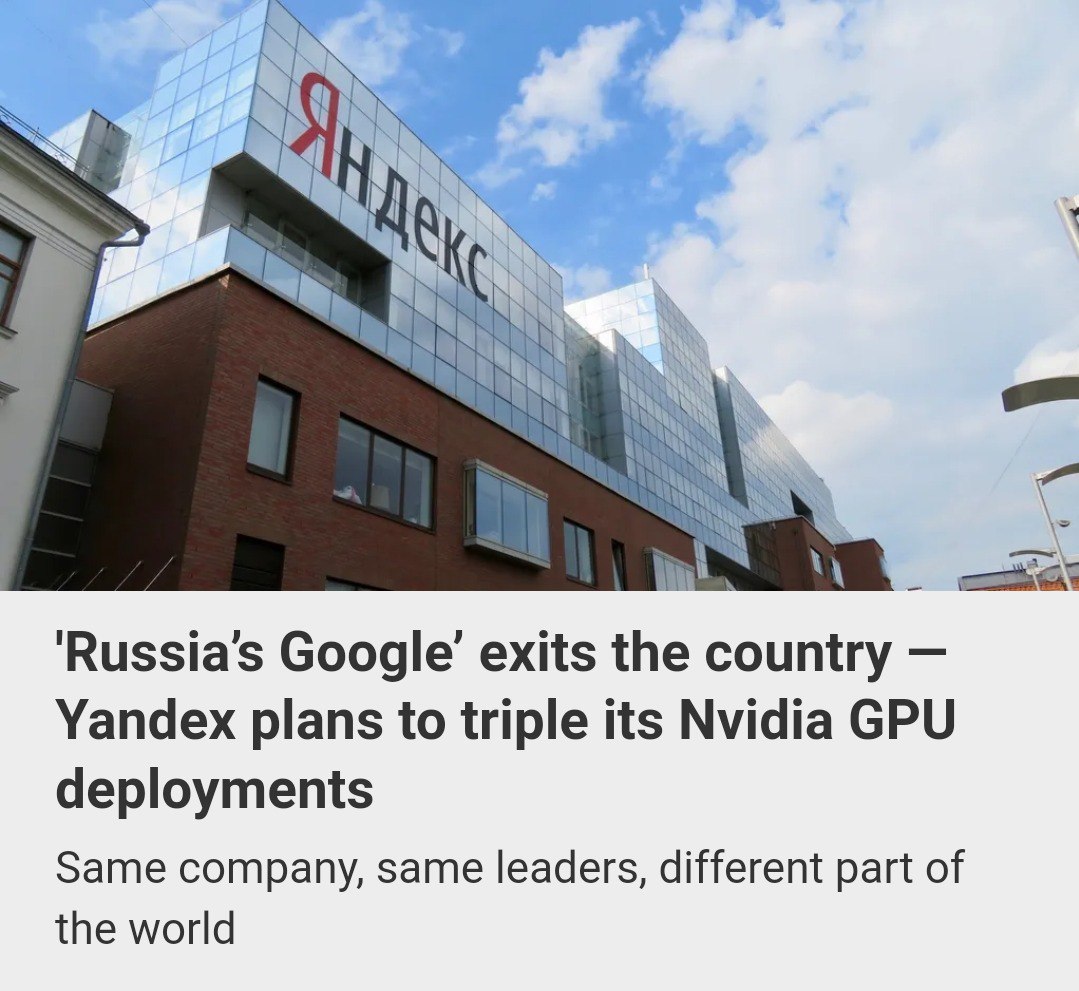 Яндекс
'Russia’s Google’ exits the country —
Yandex plans to triple its Nvidia GPU
deployments
Same company, same leaders, different part of
the world